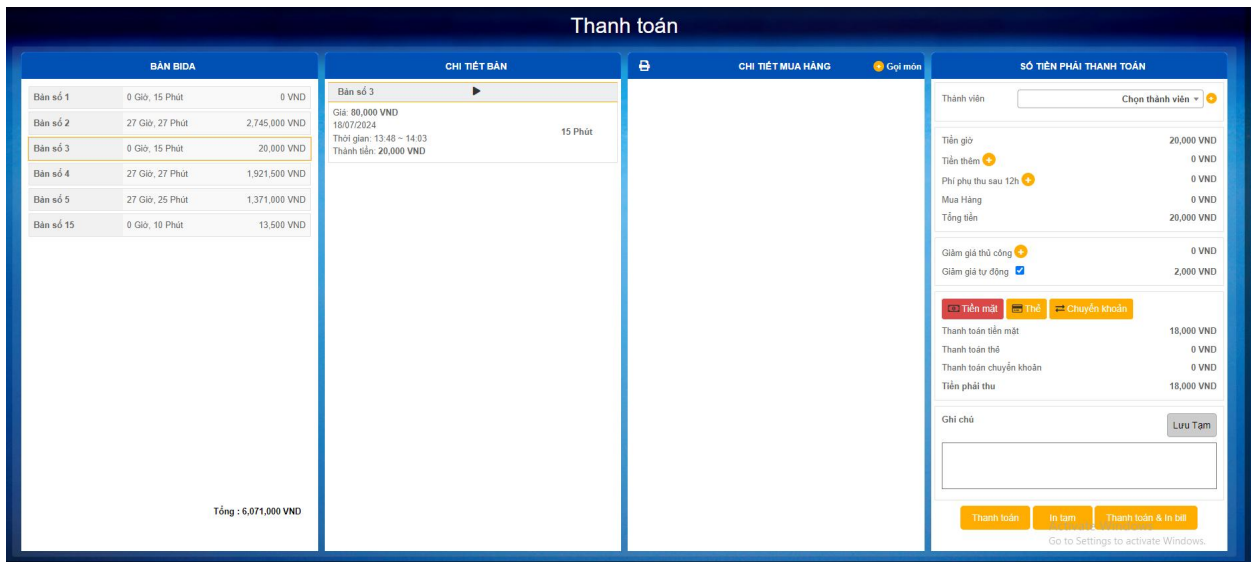 Thanh toán
BÀN BIDA
Bàn số 1 0 Giờ, 15 Phút 0 VND
Bàn số 2 27 Giờ, 27 Phút 2,745,000 VND
Bàn số 3 0 Giờ, 15 Phút 20,000 VND
Bàn số 4 27 Giờ, 27 Phút 1,921,500 VND
Bàn số 5 27 Giờ, 25 Phút 1,371,000 VND
Bàn số 15 0 Giờ, 10 Phút 13,500 VND
Tổng : 6,071,000 VND
CHI TIẾT BÀN
Bàn số 3
Giá: 80,000 VND
18/07/2024
Thời gian: 13:48 ~ 14:03
Thành tiền: 20,000 VND
15 Phút
CHI TIẾT MUA HÀNG
Gọi món
SỐ TIỀN PHẢI THANH TOÁN
Thành viên Chọn thành viên
Tiền giờ 20,000 VND
Tiền thêm 0 VND
Phí phụ thu sau 12h 0 VND
Mua Hàng 0 VND
Tổng tiền 20,000 VND
Giảm giá thủ công 0 VND
Giảm giá tự động 2,000 VND
Tiền mặt Thẻ Chuyển khoản
Thanh toán tiền mặt 18,000 VND
Thanh toán thẻ 0 VND
Thanh toán chuyển khoản 0 VND
Tiền phải thu 18,000 VND
Ghi chú Lưu Tạm
Thanh toán In tạm Thanh toán & In bill
Activate Windows
Go to Settings to activate Windows.